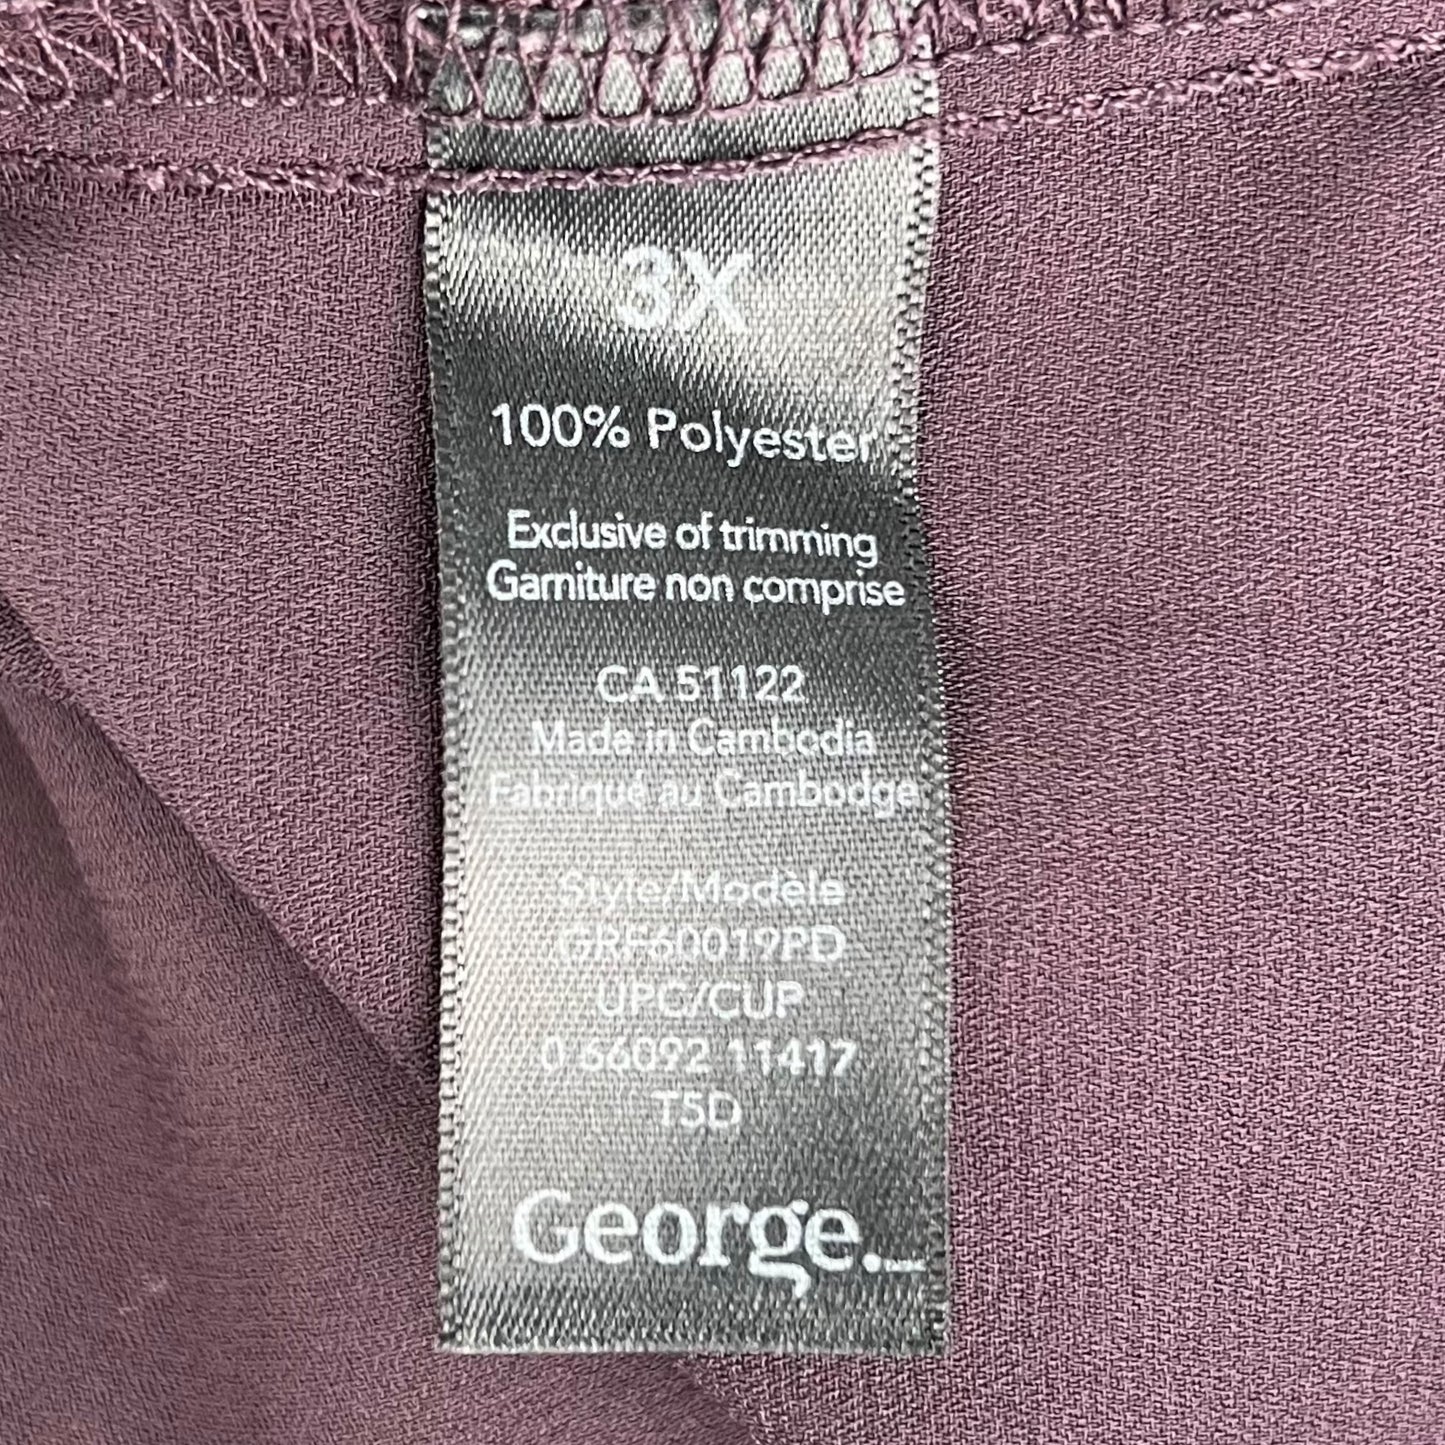 3X
100% Polyester
Exclusive of trimming
Garniture non comprise
CA 51122
Made in Cambodia
Fabriqué au Cambodge
Style/Modèle
GRF60019PD
UPC/CUP
0 66092 11417
T5D
George.